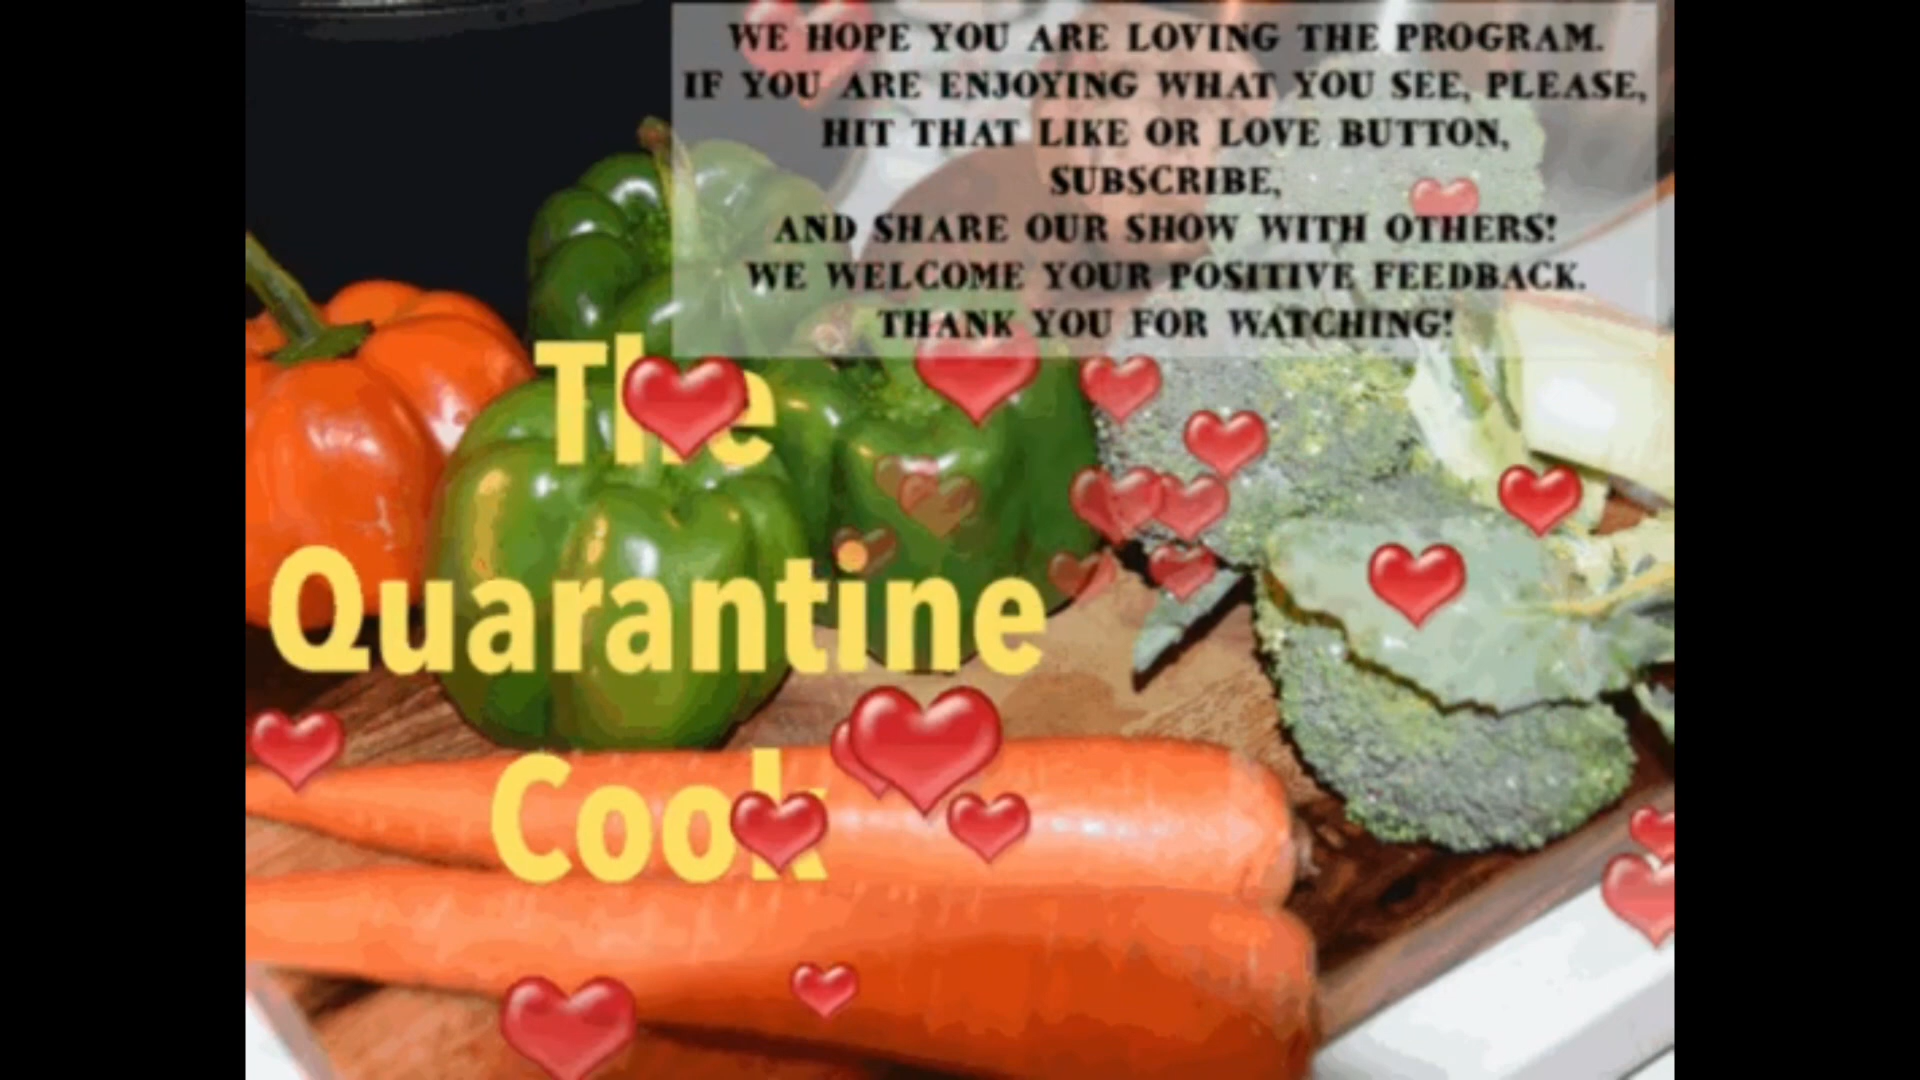 WE HOPE YOU ARE LOVING THE PROGRAM.
IF YOU ARE ENJOYING WHAT YOU SEE, PLEASE,
HIT THAT LIKE OR LOVE BUTTON,
SUBSCRIBE,
AND SHARE OUR SHOW WITH OTHERS!
WE WELCOME YOUR POSITIVE FEEDBACK.
THANK YOU FOR WATCHING!
The
Quarantine
Cook